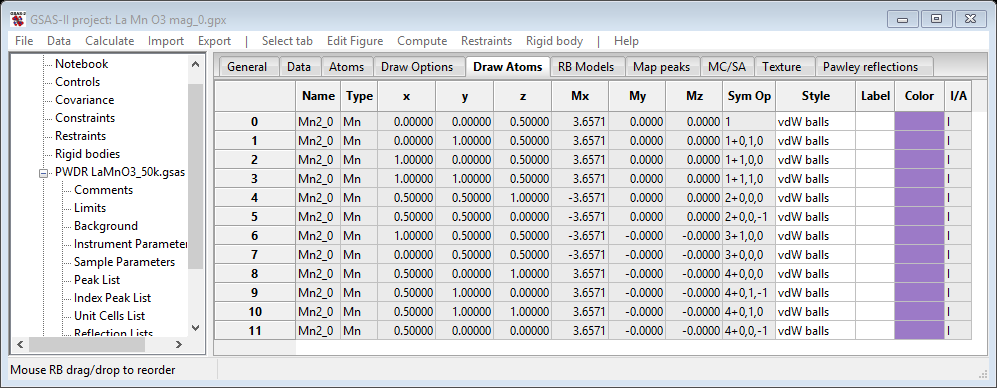 GSAS-II project: La Mn O3 mag_0.gpx
File Data Calculate Import Export | Select tab Edit Figure Compute Restraints Rigid body | Help
Notebook
Controls
Covariance
Constraints
Restraints
Rigid bodies
PWDR LaMnO3_50k.gsas
Comments
Limits
Background
Instrument Parameter
Sample Parameters
Peak List
Index Peak List
Unit Cells List
Reflection Lists
General Data Atoms Draw Options Draw Atoms RB Models Map peaks MC/SA Texture Pawley reflections
Name Type x y z Mx My Mz Sym Op Style Label Color I/A
0 Mn2_0 Mn 0.00000 0.00000 0.50000 3.6571 0.0000 0.0000 1 vdW balls I
1 Mn2_0 Mn 0.00000 1.00000 0.50000 3.6571 0.0000 0.0000 1+0,1,0 vdW balls I
2 Mn2_0 Mn 1.00000 0.00000 0.50000 3.6571 0.0000 0.0000 1+1,0,0 vdW balls I
3 Mn2_0 Mn 1.00000 1.00000 0.50000 3.6571 0.0000 0.0000 1+1,1,0 vdW balls I
4 Mn2_0 Mn 0.50000 0.50000 1.00000 -3.6571 0.0000 0.0000 2+0,0,0 vdW balls I
5 Mn2_0 Mn 0.50000 0.50000 0.00000 -3.6571 0.0000 0.0000 2+0,0,-1 vdW balls I
6 Mn2_0 Mn 1.00000 0.50000 0.50000 -3.6571 -0.0000 -0.0000 3+1,0,0 vdW balls I
7 Mn2_0 Mn 0.00000 0.50000 0.50000 -3.6571 -0.0000 -0.0000 3+0,0,0 vdW balls I
8 Mn2_0 Mn 0.50000 0.00000 1.00000 3.6571 -0.0000 -0.0000 4+0,0,0 vdW balls I
9 Mn2_0 Mn 0.50000 1.00000 0.00000 3.6571 -0.0000 -0.0000 4+0,1,-1 vdW balls I
10 Mn2_0 Mn 0.50000 1.00000 1.00000 3.6571 -0.0000 -0.0000 4+0,1,0 vdW balls I
11 Mn2_0 Mn 0.50000 0.00000 0.00000 3.6571 -0.0000 -0.0000 4+0,0,-1 vdW balls I
Mouse RB drag/drop to reorder